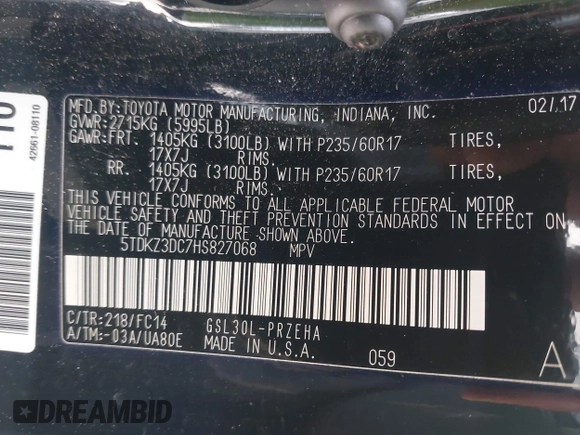 MFD.BY:TOYOTA MOTOR MANUFACTURING, INDIANA, INC. 02/17
GVWR:2715KG (5995LB)
GAWR:FRT. 1405KG (3100LB) WITH P235/60R17 TIRES,
17X7J RIMS.
RR. 1405KG (3100LB) WITH P235/60R17 TIRES,
17X7J RIMS.
THIS VEHICLE CONFORMS TO ALL APPLICABLE FEDERAL MOTOR
VEHICLE SAFETY AND THEFT PREVENTION STANDARDS IN EFFECT ON
THE DATE OF MANUFACTURE SHOWN ABOVE.
5TDKZ3DC7HS827068 MPV
C/TR:218/FC14 GSL30L-PRZEHA
A/TM:-03A/UA80E MADE IN U.S.A. 059 A
42661-08110
DREAMBID